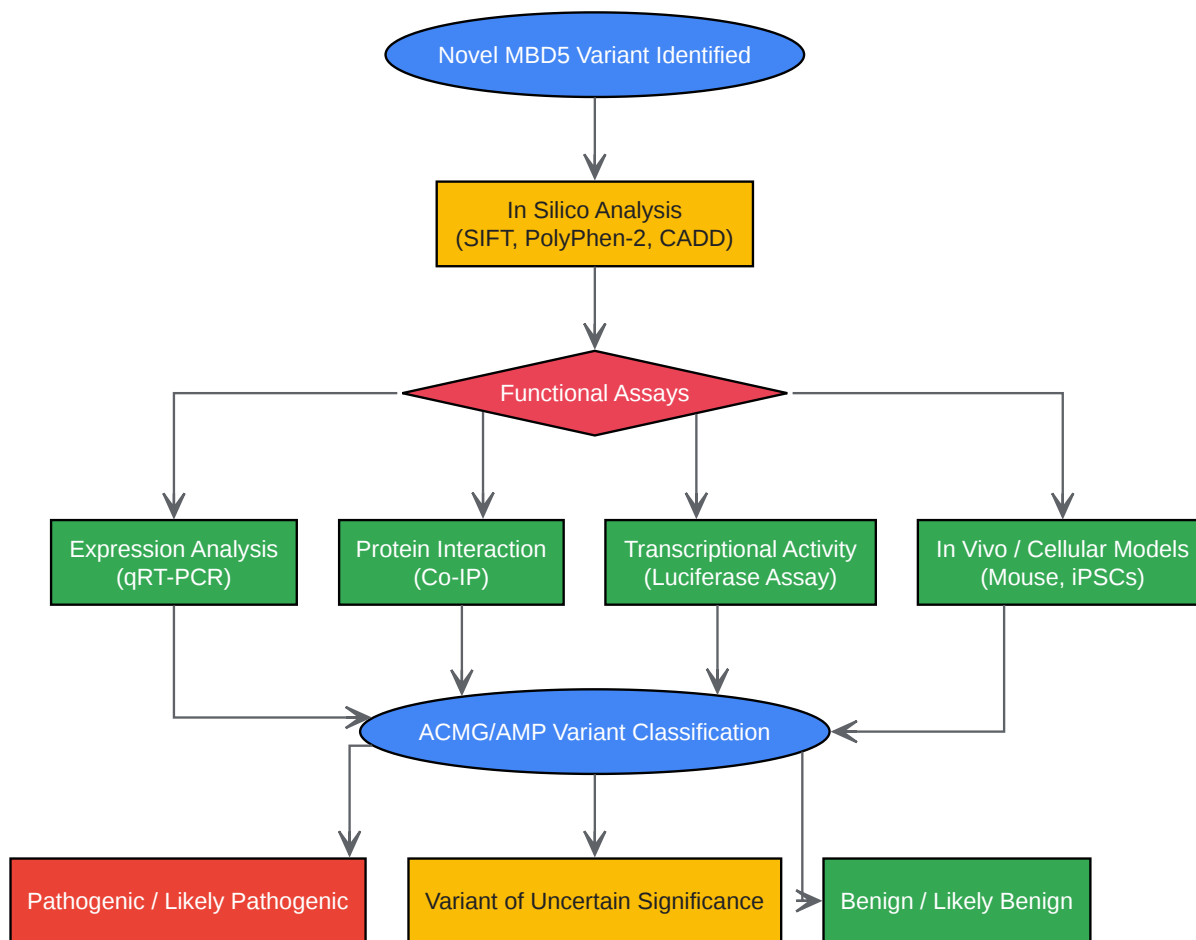 Novel MBD5 Variant Identified
In Silico Analysis
(SIFT, PolyPhen-2, CADD)
Functional Assays
Expression Analysis
(qRT-PCR)
Protein Interaction
(Co-IP)
Transcriptional Activity
(Luciferase Assay)
In Vivo / Cellular Models
(Mouse, iPSCs)
ACMG/AMP Variant Classification
Pathogenic / Likely Pathogenic
Variant of Uncertain Significance
Benign / Likely Benign